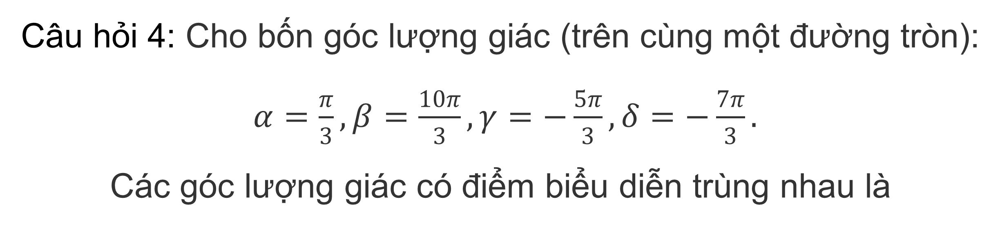 Câu hỏi 4: Cho bốn góc lượng giác (trên cùng một đường tròn):
α = π/3, β = 10π/3, γ = −5π/3, δ = −7π/3.
Các góc lượng giác có điểm biểu diễn trùng nhau là